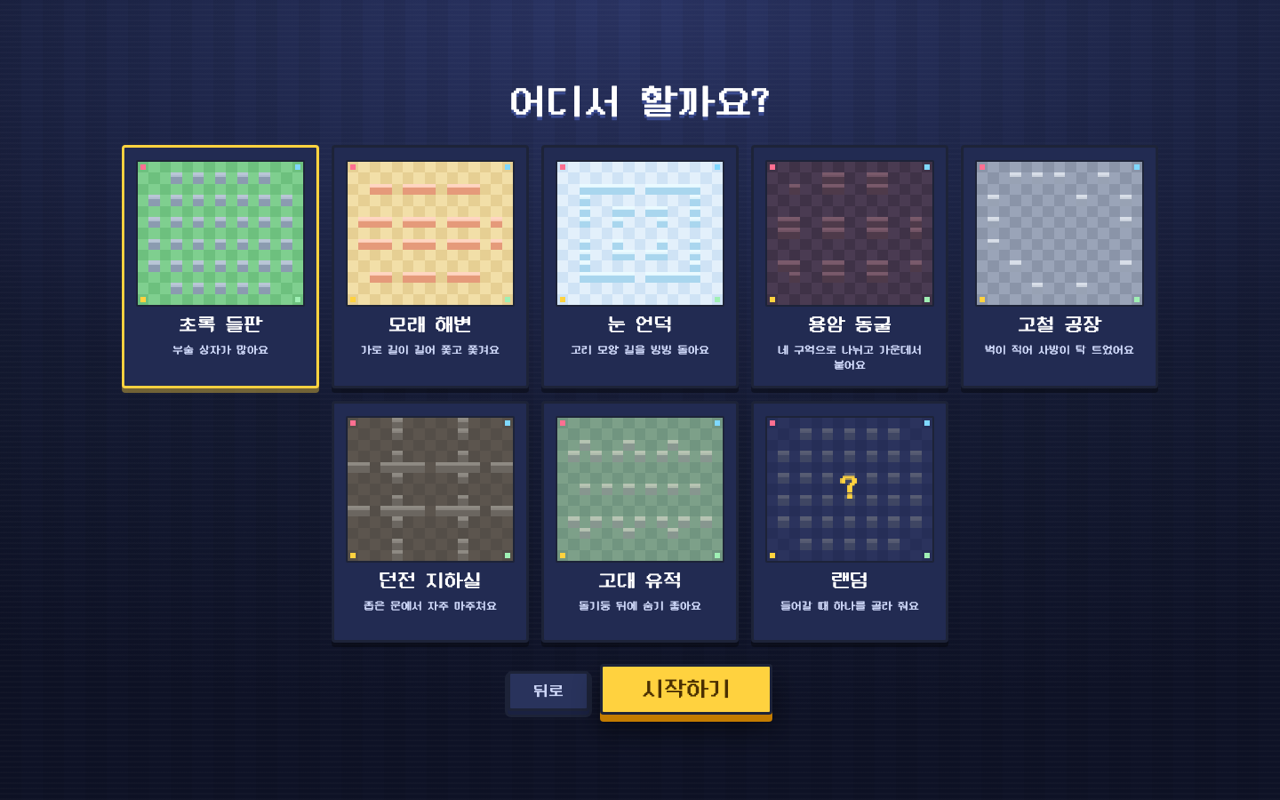 어디서 할까요?
초록 들판
부술 상자가 많아요
모래 해변
가로 길이 길어 쫓고 쫓겨요
눈 언덕
고리 모양 길을 빙빙 돌아요
용암 동굴
네 구역으로 나뉘고 가운데서
붙어요
고철 공장
벽이 적어 사방이 탁 트였어요
던전 지하실
좁은 문에서 자주 마주쳐요
고대 유적
돌기둥 뒤에 숨기 좋아요
?
랜덤
들어갈 때 하나를 골라 줘요
뒤로
시작하기